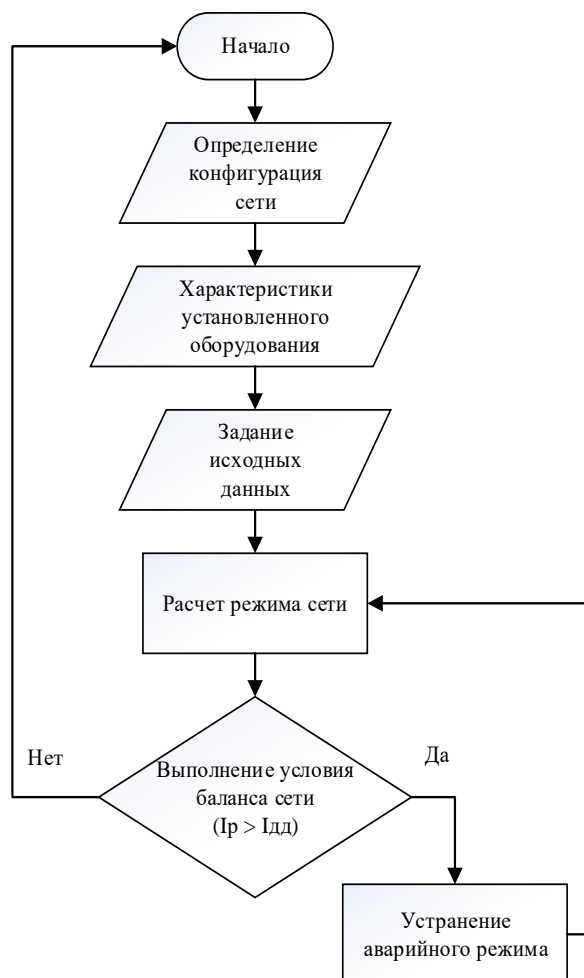 Начало
Определение
конфигурация
сети
Характеристики
установленного
оборудования
Задание
исходных
данных
Расчет режима сети
Нет
Да
Выполнение условия
баланса сети
(Iр > Iдд)
Устранение
аварийного режима